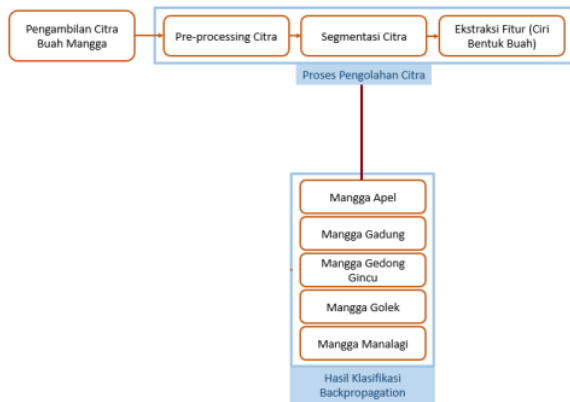 Pengambilan Citra
Buah Mangga
Pre-processing Citra
Segmentasi Citra
Ekstraksi Fitur (Ciri
Bentuk Buah)
Proses Pengolahan Citra
Mangga Apel
Mangga Gadung
Mangga Gedong
Gincu
Mangga Golek
Mangga Manalagi
Hasil Klasifikasi
Backpropagation